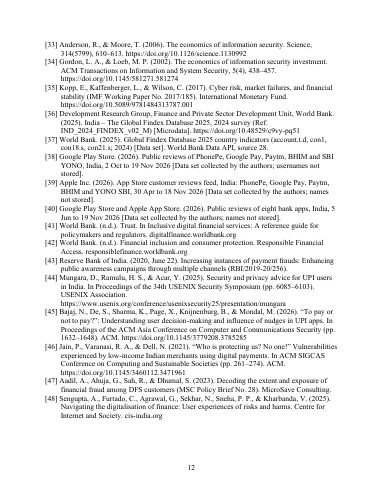 [33] Anderson, R., & Moore, T. (2006). The economics of information security. Science,
314(5799), 610–613. https://doi.org/10.1126/science.1130992
[34] Gordon, L. A., & Loeb, M. P. (2002). The economics of information security investment.
ACM Transactions on Information and System Security, 5(4), 438–457.
https://doi.org/10.1145/581271.581274
[35] Kopp, E., Kaffenberger, L., & Wilson, C. (2017). Cyber risk, market failures, and financial
stability (IMF Working Paper No. 2017/185). International Monetary Fund.
https://doi.org/10.5089/9781484313787.001
[36] Development Research Group, Finance and Private Sector Development Unit, World Bank.
(2025). India – The Global Findex Database 2025, 2024 survey (Ref.
IND_2024_FINDEX_v02_M) [Microdata]. https://doi.org/10.48529/c9vy-pq51
[37] World Bank. (2025). Global Findex Database 2025 country indicators (account.t.d, con1,
con18.s, con21.s; 2024) [Data set]. World Bank Data API, source 28.
[38] Google Play Store. (2026). Public reviews of PhonePe, Google Pay, Paytm, BHIM and SBI
YONO, India, 2 Oct to 19 Nov 2026 [Data set collected by the authors; usernames not
stored].
[39] Apple Inc. (2026). App Store customer reviews feed, India: PhonePe, Google Pay, Paytm,
BHIM and YONO SBI, 30 Apr to 18 Nov 2026 [Data set collected by the authors; names
not stored].
[40] Google Play Store and Apple App Store. (2026). Public reviews of eight bank apps, India, 5
Jun to 19 Nov 2026 [Data set collected by the authors; names not stored].
[41] World Bank. (n.d.). Trust. In Inclusive digital financial services: A reference guide for
policymakers and regulators. digitalfinance.worldbank.org
[42] World Bank. (n.d.). Financial inclusion and consumer protection. Responsible Financial
Access. responsiblefinance.worldbank.org
[43] Reserve Bank of India. (2020, June 22). Increasing instances of payment frauds: Enhancing
public awareness campaigns through multiple channels (RBI/2019-20/256).
[44] Mungara, D., Ramulu, H. S., & Acar, Y. (2025). Security and privacy advice for UPI users
in India. In Proceedings of the 34th USENIX Security Symposium (pp. 6085–6103).
USENIX Association.
https://www.usenix.org/conference/usenixsecurity25/presentation/mungara
[45] Bajaj, N., De, S., Sharma, K., Page, X., Knijnenburg, B., & Mondal, M. (2026). “To pay or
not to pay?”: Understanding user decision-making and influence of nudges in UPI apps. In
Proceedings of the ACM Asia Conference on Computer and Communications Security (pp.
1632–1648). ACM. https://doi.org/10.1145/3779208.3785285
[46] Jain, P., Varanasi, R. A., & Dell, N. (2021). “Who is protecting us? No one!” Vulnerabilities
experienced by low-income Indian merchants using digital payments. In ACM SIGCAS
Conference on Computing and Sustainable Societies (pp. 261–274). ACM.
https://doi.org/10.1145/3460112.3471961
[47] Aadil, A., Ahuja, G., Sah, R., & Dhumal, S. (2023). Decoding the extent and exposure of
financial fraud among DFS customers (MSC Policy Brief No. 28). MicroSave Consulting.
[48] Sengupta, A., Furtado, C., Agrawal, G., Sekhar, N., Sneha, P. P., & Kharbanda, V. (2025).
Navigating the digitalisation of finance: User experiences of risks and harms. Centre for
Internet and Society. cis-india.org
12